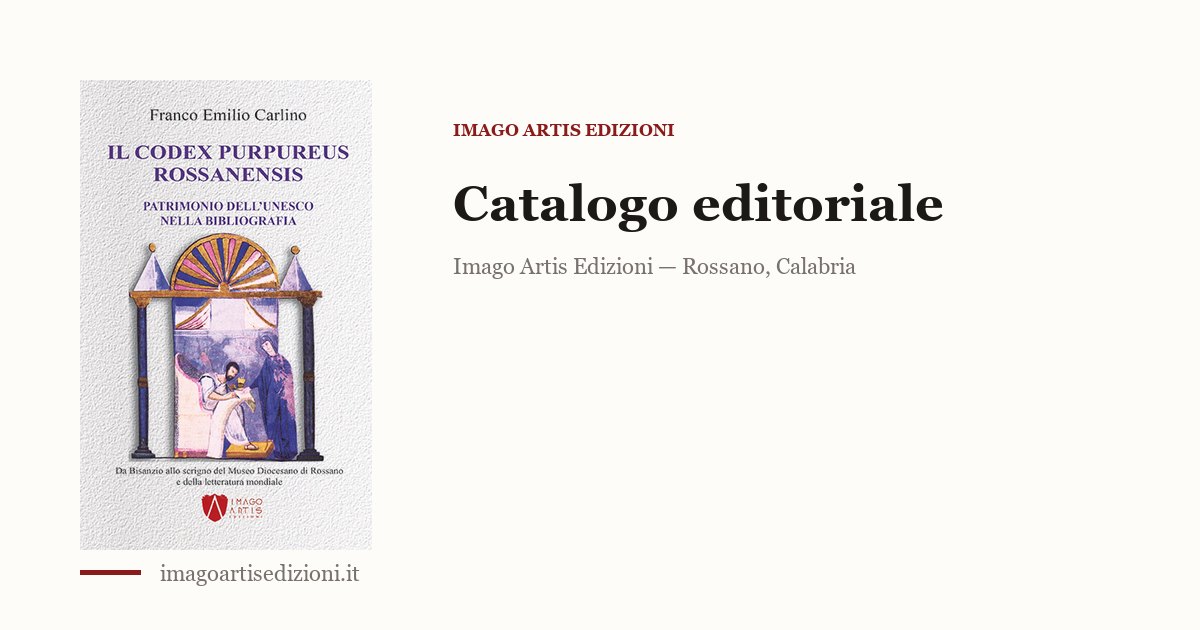 Franco Emilio Carlino
IL CODEX PURPUREUS
ROSSANENSIS
PATRIMONIO DELL'UNESCO
NELLA BIBLIOGRAFIA
Da Bisanzio allo scrigno del Museo Diocesano di Rossano
e della letteratura mondiale
IMAGO
ARTIS
EDIZIONI
IMAGO ARTIS EDIZIONI
Catalogo editoriale
Imago Artis Edizioni — Rossano, Calabria
imagoartisedizioni.it